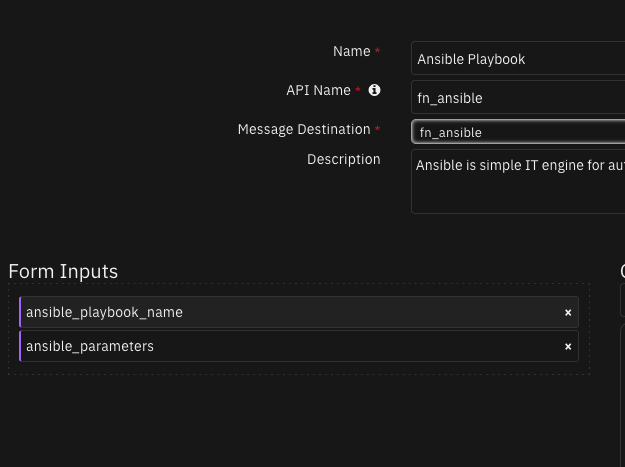 Name *
Ansible Playbook
API Name *
fn_ansible
Message Destination *
fn_ansible
Description
Ansible is simple IT engine for au
Form Inputs
ansible_playbook_name ×
ansible_parameters ×